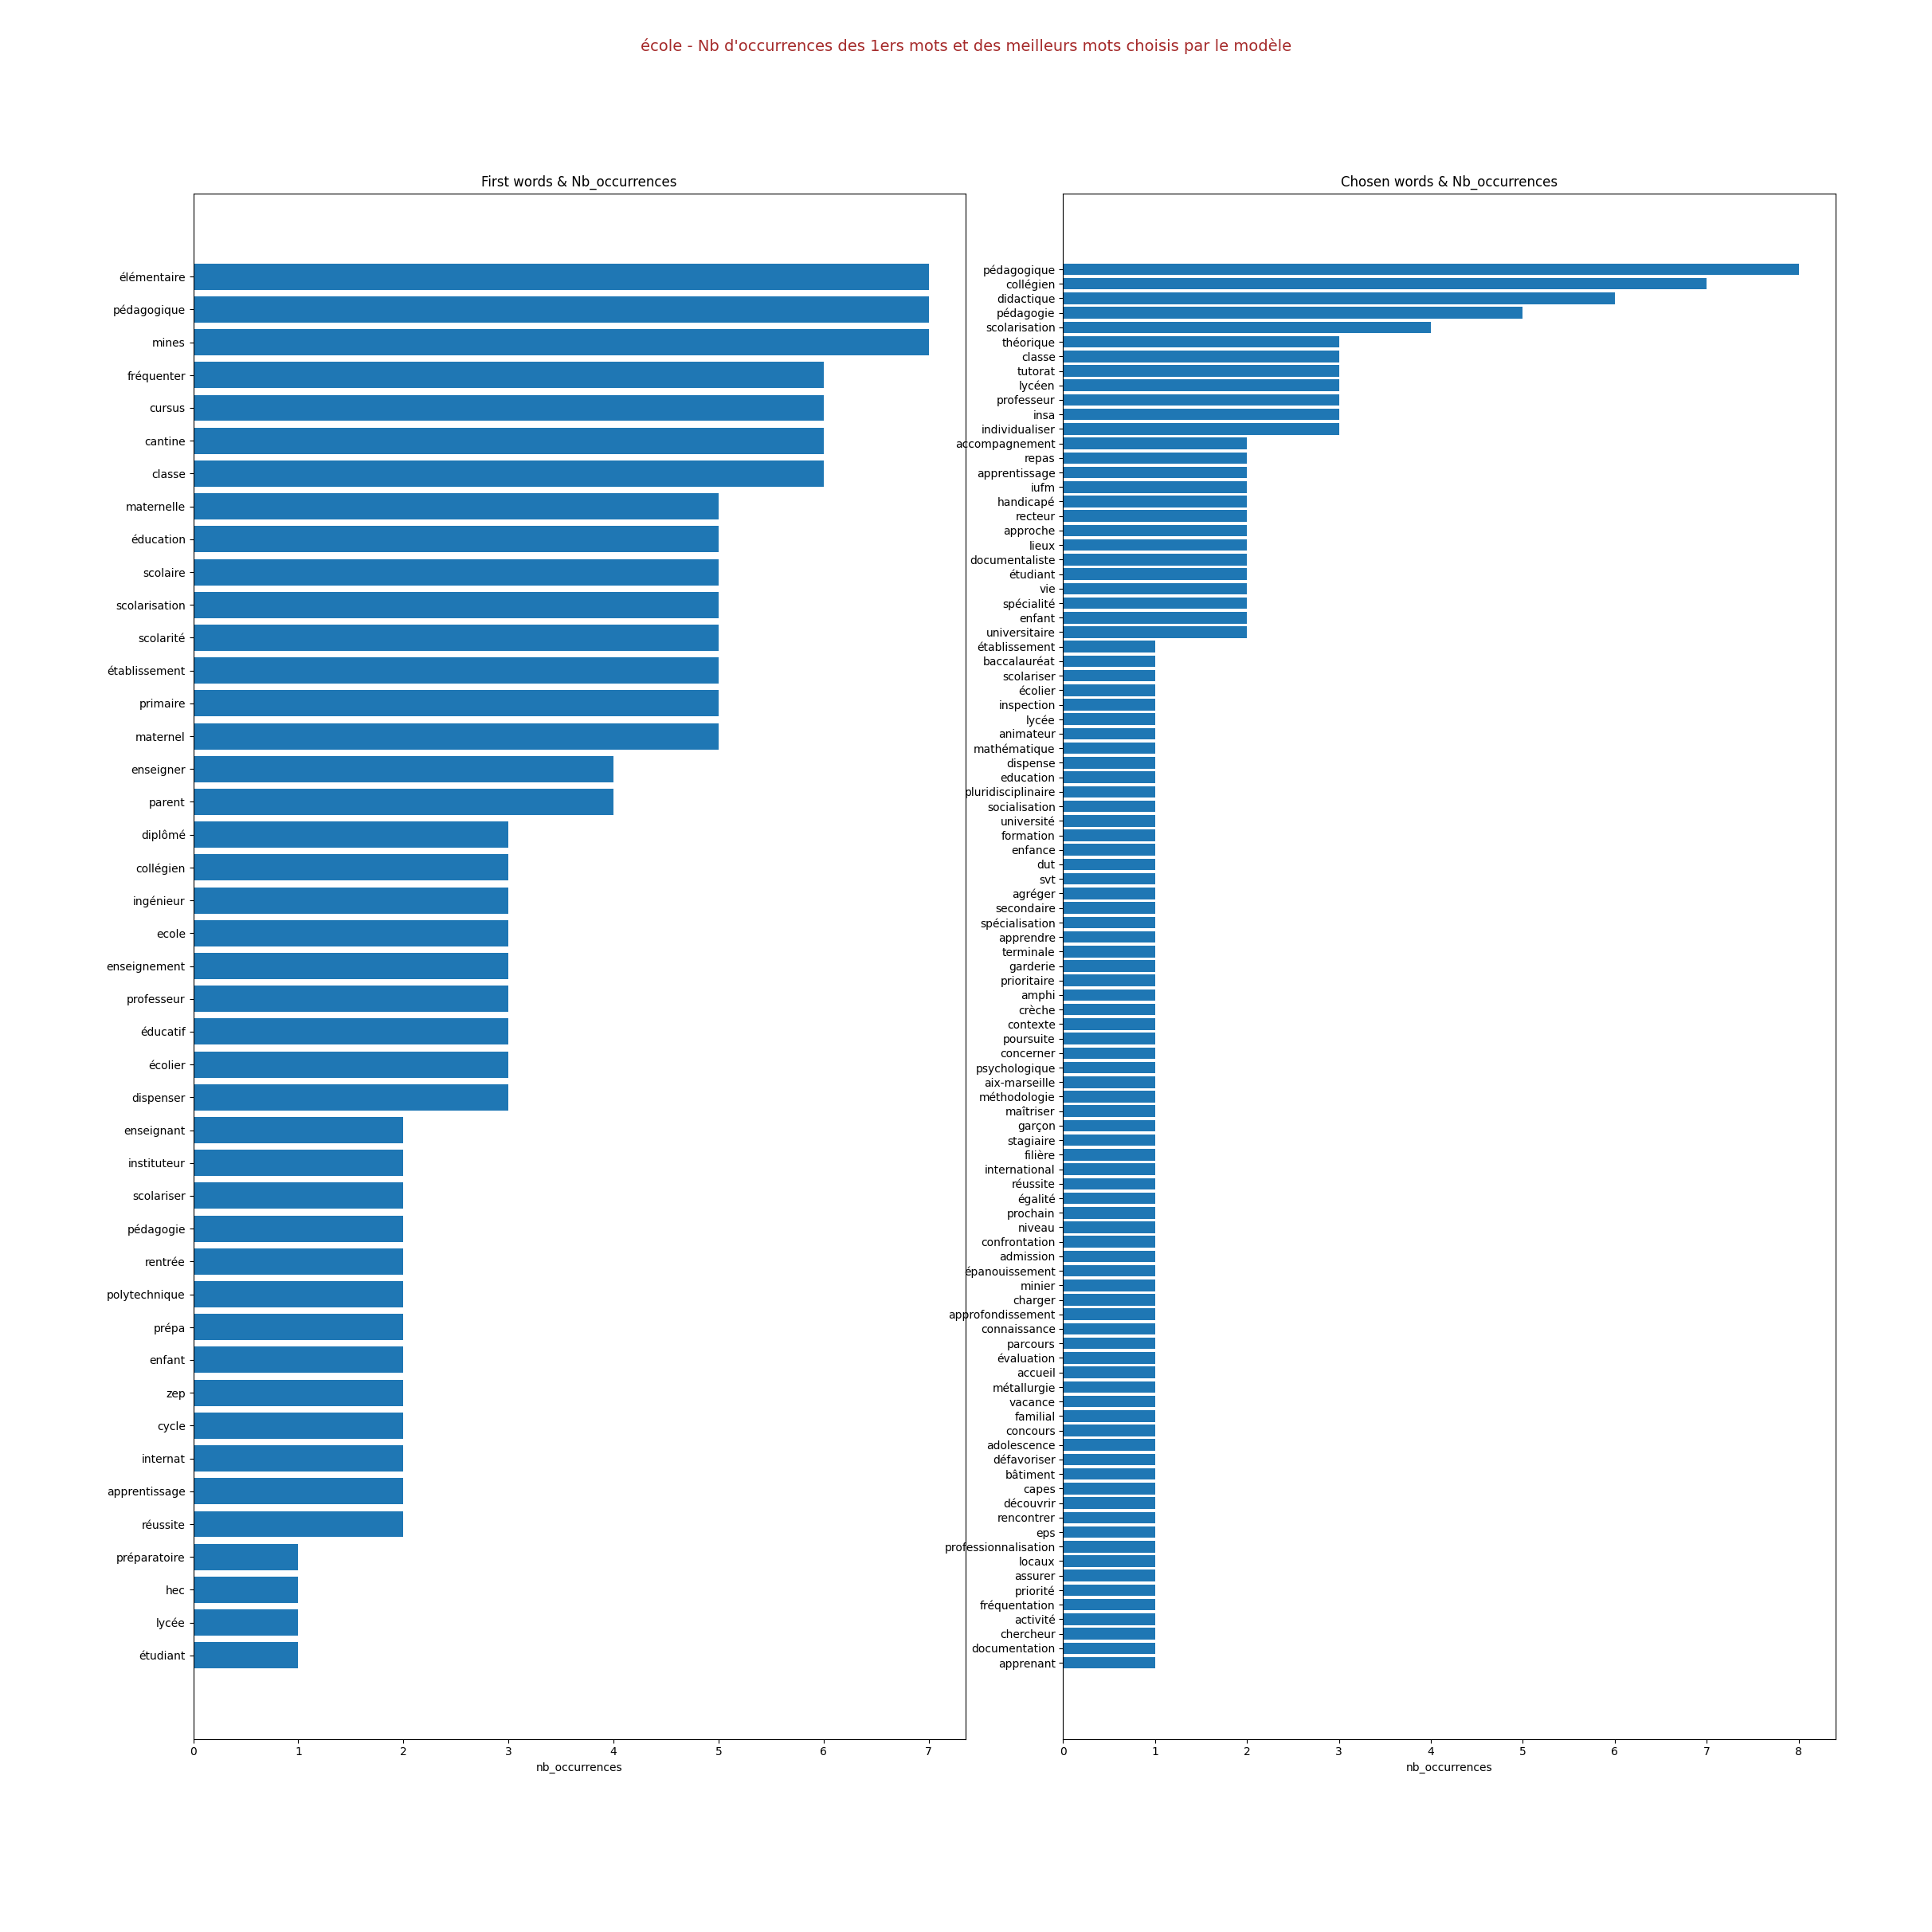 école - Nb d'occurrences des 1ers mots et des meilleurs mots choisis par le modèle
First words & Nb_occurrences
élémentaire
pédagogique
mines
fréquenter
cursus
cantine
classe
maternelle
éducation
scolaire
scolarisation
scolarité
établissement
primaire
maternel
enseigner
parent
diplômé
collégien
ingénieur
ecole
enseignement
professeur
éducatif
écolier
dispenser
enseignant
instituteur
scolariser
pédagogie
rentrée
polytechnique
prépa
enfant
zep
cycle
internat
apprentissage
réussite
préparatoire
hec
lycée
étudiant
0 1 2 3 4 5 6 7
nb_occurrences
Chosen words & Nb_occurrences
pédagogique
collégien
didactique
pédagogie
scolarisation
théorique
classe
tutorat
lycéen
professeur
insa
individualiser
accompagnement
repas
apprentissage
iufm
handicapé
recteur
approche
lieux
documentaliste
étudiant
vie
spécialité
enfant
universitaire
établissement
baccalauréat
scolariser
écolier
inspection
lycée
animateur
mathématique
dispense
education
pluridisciplinaire
socialisation
université
formation
enfance
dut
svt
agréger
secondaire
spécialisation
apprendre
terminale
garderie
prioritaire
amphi
crèche
contexte
poursuite
concerner
psychologique
aix-marseille
méthodologie
maîtriser
garçon
stagiaire
filière
international
réussite
égalité
prochain
niveau
confrontation
admission
épanouissement
minier
charger
approfondissement
connaissance
parcours
évaluation
accueil
métallurgie
vacance
familial
concours
adolescence
défavoriser
bâtiment
capes
découvrir
rencontrer
eps
professionnalisation
locaux
assurer
priorité
fréquentation
activité
chercheur
documentation
apprenant
0 1 2 3 4 5 6 7 8
nb_occurrences